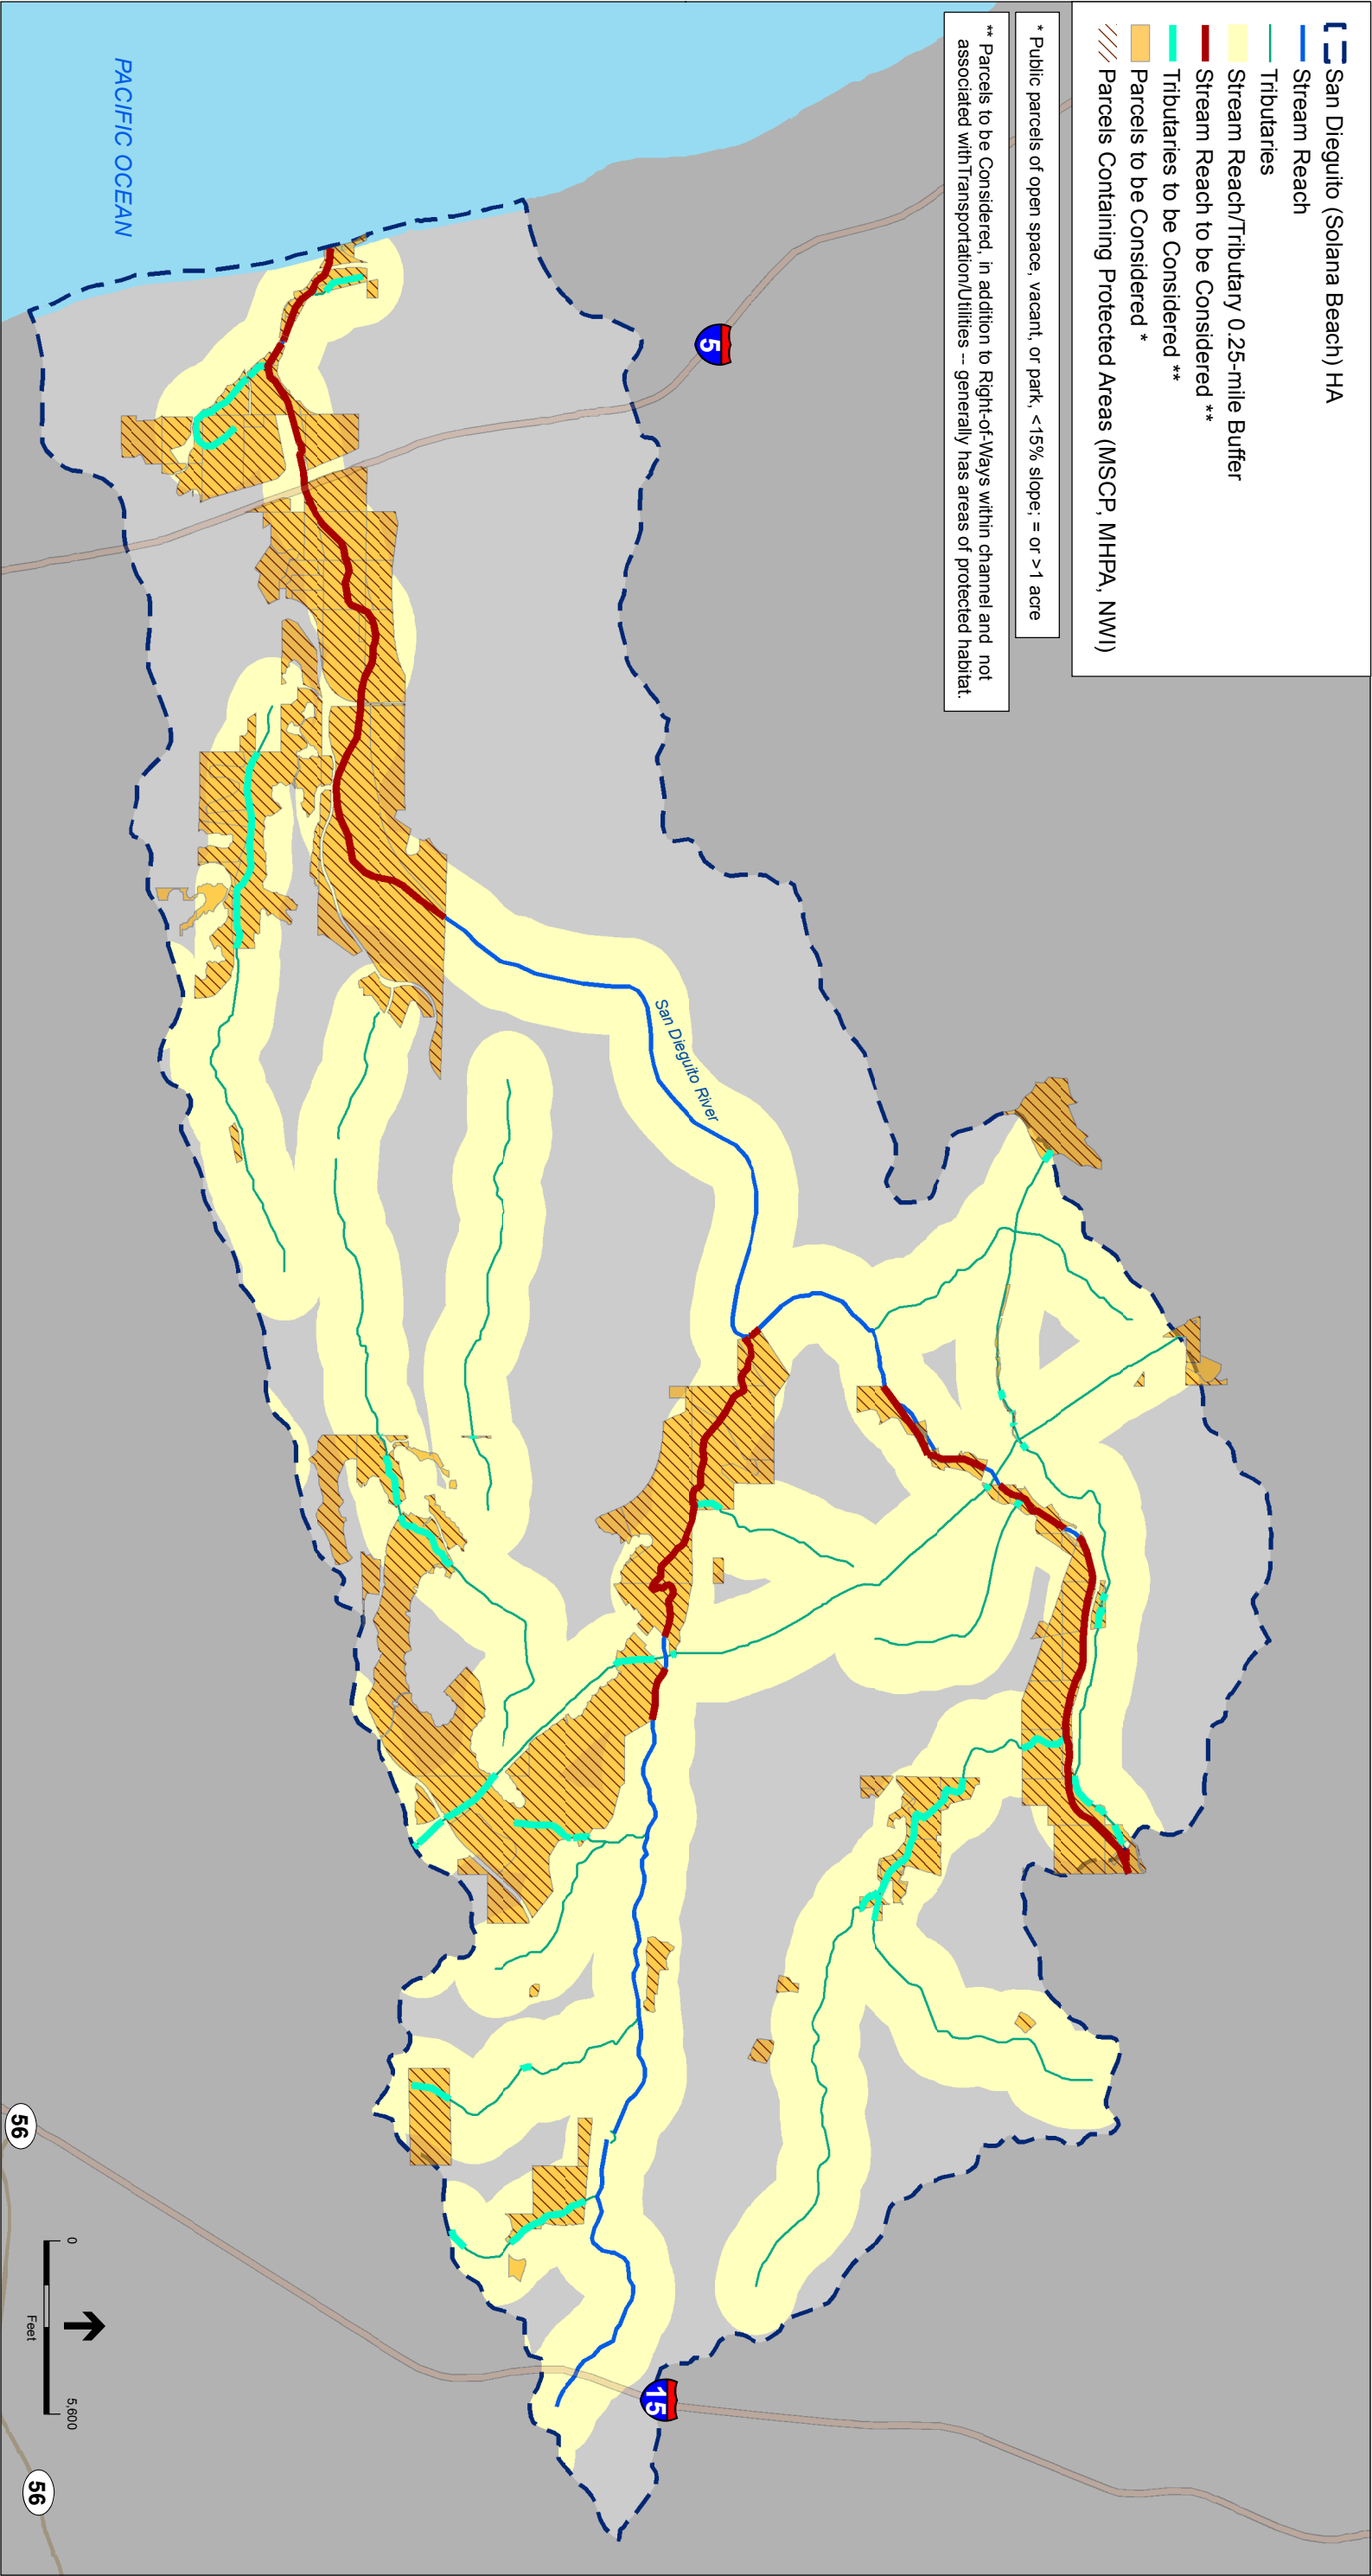 San Dieguito (Solana Beach) HA
Stream Reach
Tributaries
Stream Reach/Tributary 0.25-mile Buffer
Stream Reach to be Considered **
Tributaries to be Considered **
Parcels to be Considered *
Parcels Containing Protected Areas (MSCP, MHPA, NWI)
* Public parcels of open space, vacant, or park, <15% slope; = or >1 acre
** Parcels to be Considered, in addition to Right-of-Ways within channel and not
associated withTransportation/Utilities -- generally has areas of protected habitat.
PACIFIC OCEAN
5
San Dieguito River
15
56
56
0
5,600
Feet